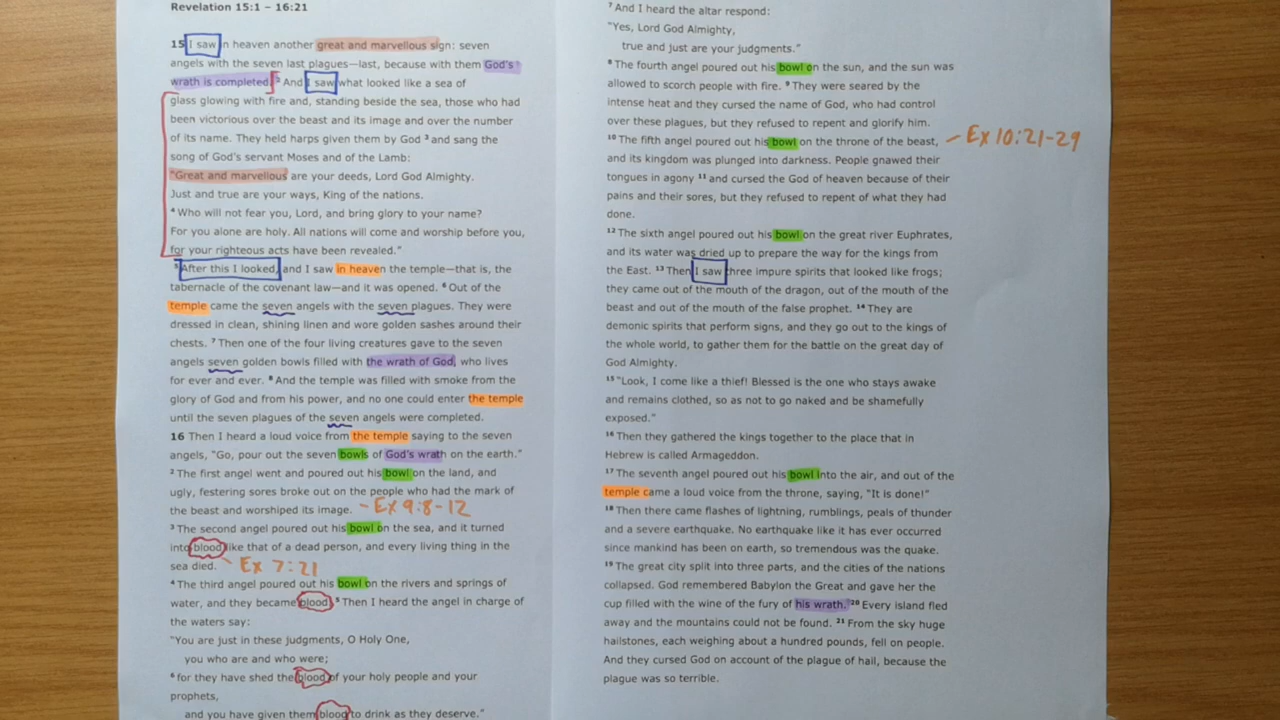 Revelation 15:1 – 16:21
15 I saw in heaven another great and marvellous sign: seven
angels with the seven last plagues—last, because with them God's
wrath is completed. ² And I saw what looked like a sea of
glass glowing with fire and, standing beside the sea, those who had
been victorious over the beast and its image and over the number
of its name. They held harps given them by God ³ and sang the
song of God's servant Moses and of the Lamb:
"Great and marvellous are your deeds, Lord God Almighty.
Just and true are your ways, King of the nations.
⁴ Who will not fear you, Lord, and bring glory to your name?
For you alone are holy. All nations will come and worship before you,
for your righteous acts have been revealed."
⁵ After this I looked, and I saw in heaven the temple—that is, the
tabernacle of the covenant law—and it was opened. ⁶ Out of the
temple came the seven angels with the seven plagues. They were
dressed in clean, shining linen and wore golden sashes around their
chests. ⁷ Then one of the four living creatures gave to the seven
angels seven golden bowls filled with the wrath of God, who lives
for ever and ever. ⁸ And the temple was filled with smoke from the
glory of God and from his power, and no one could enter the temple
until the seven plagues of the seven angels were completed.
16 Then I heard a loud voice from the temple saying to the seven
angels, "Go, pour out the seven bowls of God's wrath on the earth."
² The first angel went and poured out his bowl on the land, and
ugly, festering sores broke out on the people who had the mark of
the beast and worshiped its image. - Ex 9:8-12
³ The second angel poured out his bowl on the sea, and it turned
into blood like that of a dead person, and every living thing in the
sea died. - Ex 7:21
⁴ The third angel poured out his bowl on the rivers and springs of
water, and they became blood. ⁵ Then I heard the angel in charge of
the waters say:
"You are just in these judgments, O Holy One,
you who are and who were;
⁶ for they have shed the blood of your holy people and your
prophets,
and you have given them blood to drink as they deserve."
⁷ And I heard the altar respond:
"Yes, Lord God Almighty,
true and just are your judgments."
⁸ The fourth angel poured out his bowl on the sun, and the sun was
allowed to scorch people with fire. ⁹ They were seared by the
intense heat and they cursed the name of God, who had control
over these plagues, but they refused to repent and glorify him.
¹⁰ The fifth angel poured out his bowl on the throne of the beast, - Ex 10:21-29
and its kingdom was plunged into darkness. People gnawed their
tongues in agony ¹¹ and cursed the God of heaven because of their
pains and their sores, but they refused to repent of what they had
done.
¹² The sixth angel poured out his bowl on the great river Euphrates,
and its water was dried up to prepare the way for the kings from
the East. ¹³ Then I saw three impure spirits that looked like frogs;
they came out of the mouth of the dragon, out of the mouth of the
beast and out of the mouth of the false prophet. ¹⁴ They are
demonic spirits that perform signs, and they go out to the kings of
the whole world, to gather them for the battle on the great day of
God Almighty.
¹⁵ "Look, I come like a thief! Blessed is the one who stays awake
and remains clothed, so as not to go naked and be shamefully
exposed."
¹⁶ Then they gathered the kings together to the place that in
Hebrew is called Armageddon.
¹⁷ The seventh angel poured out his bowl into the air, and out of the
temple came a loud voice from the throne, saying, "It is done!"
¹⁸ Then there came flashes of lightning, rumblings, peals of thunder
and a severe earthquake. No earthquake like it has ever occurred
since mankind has been on earth, so tremendous was the quake.
¹⁹ The great city split into three parts, and the cities of the nations
collapsed. God remembered Babylon the Great and gave her the
cup filled with the wine of the fury of his wrath. ²⁰ Every island fled
away and the mountains could not be found. ²¹ From the sky huge
hailstones, each weighing about a hundred pounds, fell on people.
And they cursed God on account of the plague of hail, because the
plague was so terrible.